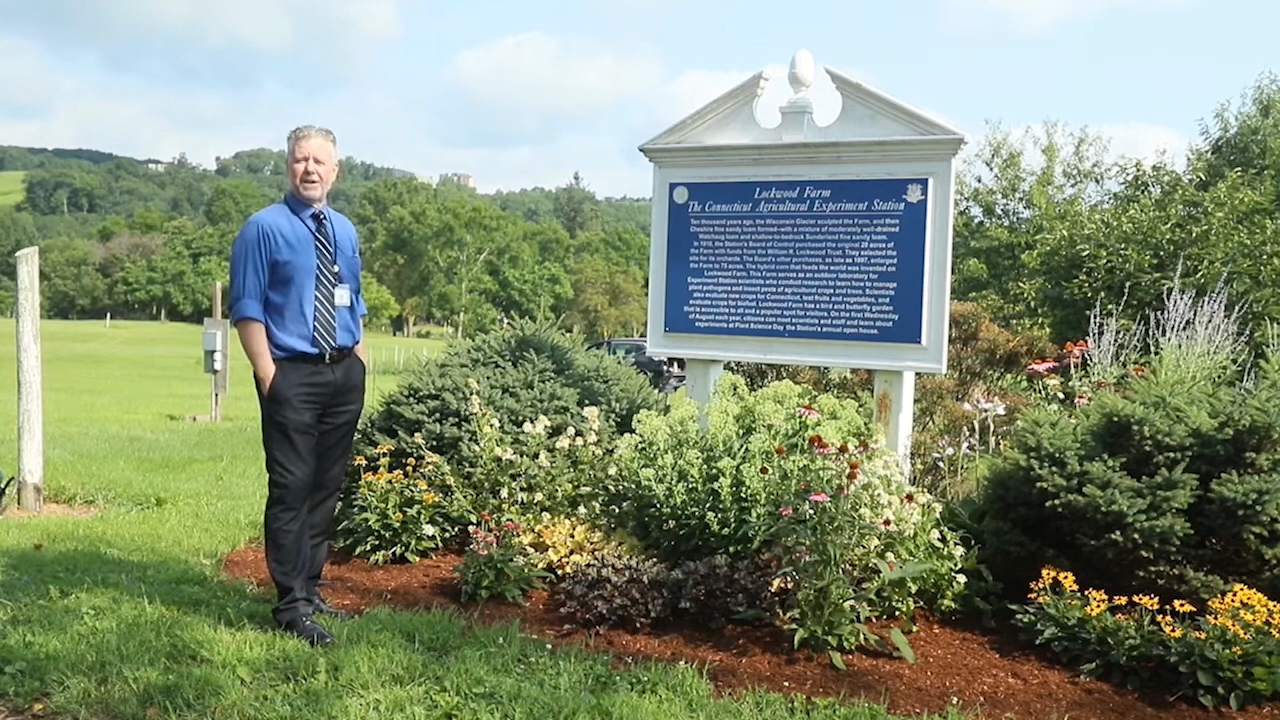 Lockwood Farm
The Connecticut Agricultural Experiment Station
Ten thousand years ago, the Wisconsin Glacier sculpted the Farm, and then
Cheshire fine sandy loam formed—with a mixture of moderately well-drained
Watchaug loam and shallow-to-bedrock Sunderland fine sandy loam.
In 1910, the Station's Board of Control purchased the original 20 acres of
the Farm with funds from the William R. Lockwood Trust. They selected the
site for its orchards. The Board's other purchases, as late as 1997, enlarged
the Farm to 75 acres. The hybrid corn that feeds the world was invented on
Lockwood Farm. This Farm serves as an outdoor laboratory for
Experiment Station scientists who conduct research to learn how to manage
plant pathogens and insect pests of agricultural crops and trees. Scientists
also evaluate new crops for Connecticut, test fruits and vegetables, and
evaluate crops for biofuel. Lockwood Farm has a bird and butterfly garden
that is accessible to all and a popular spot for visitors. On the first Wednesday
of August each year, citizens can meet scientists and staff and learn about
experiments at Plant Science Day the Station's annual open house.